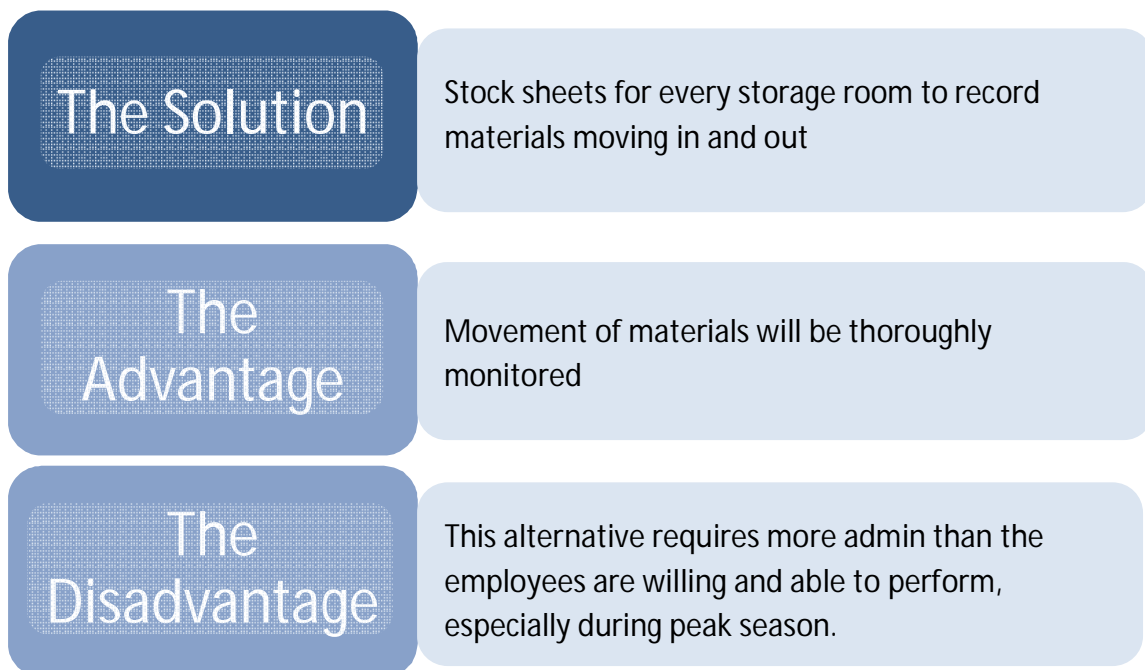 The Solution
Stock sheets for every storage room to record
materials moving in and out
The
Advantage
Movement of materials will be thoroughly
monitored
The
Disadvantage
This alternative requires more admin than the
employees are willing and able to perform,
especially during peak season.